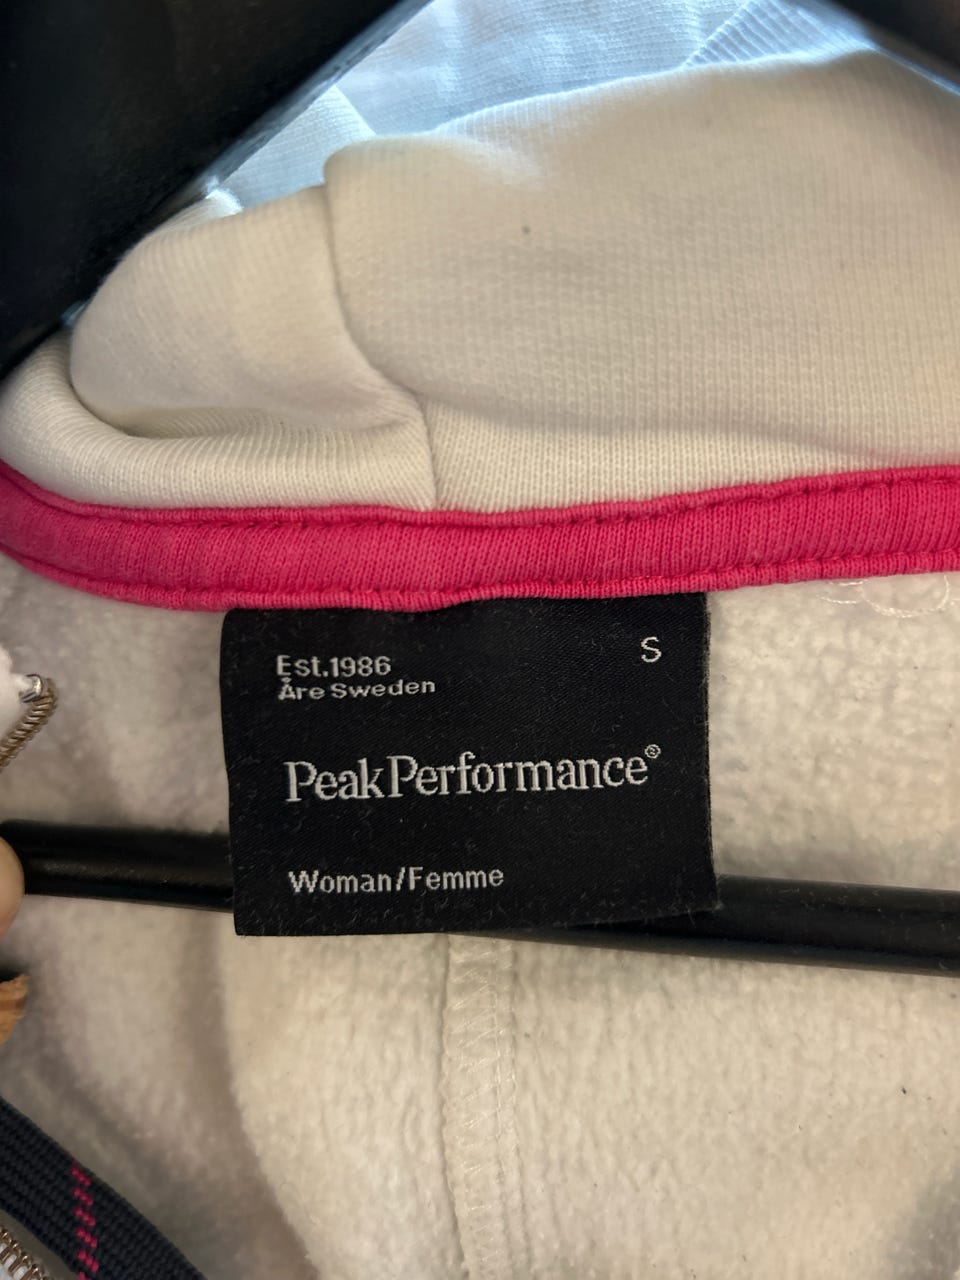 Est.1986
Åre Sweden
S
PeakPerformance®
Woman/Femme